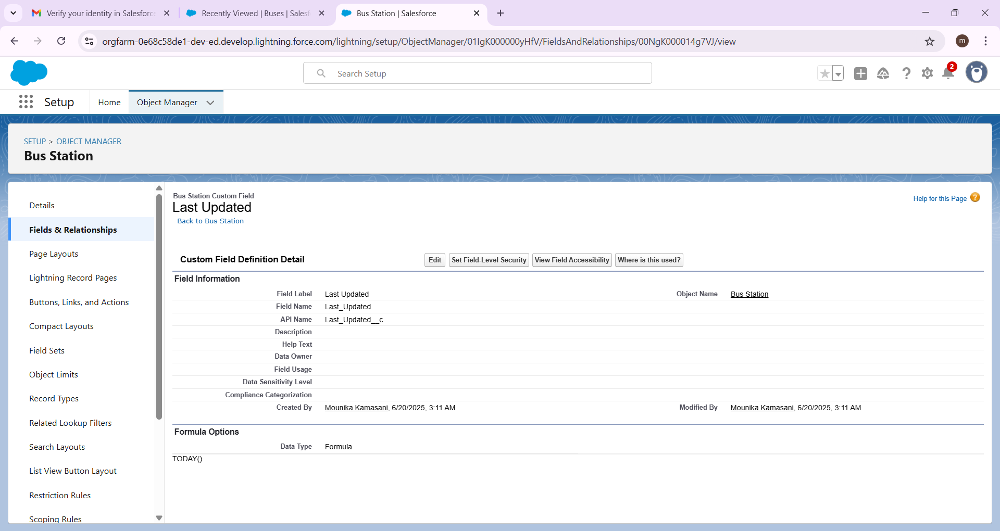 Verify your identity in Salesforce
Recently Viewed | Buses | Salesf
Bus Station | Salesforce
orgfarm-0e68c58de1-dev-ed.develop.lightning.force.com/lightning/setup/ObjectManager/01IgK000000yHfV/FieldsAndRelationships/00NgK000014g7VJ/view
m
Search Setup
2
Setup
Home
Object Manager
SETUP > OBJECT MANAGER
Bus Station
Details
Fields & Relationships
Page Layouts
Lightning Record Pages
Buttons, Links, and Actions
Compact Layouts
Field Sets
Object Limits
Record Types
Related Lookup Filters
Search Layouts
List View Button Layout
Restriction Rules
Scoping Rules
Bus Station Custom Field
Last Updated
Back to Bus Station
Help for this Page ?
Custom Field Definition Detail
Edit
Set Field-Level Security
View Field Accessibility
Where is this used?
Field Information
Field Label Last Updated
Object Name Bus Station
Field Name Last_Updated
API Name Last_Updated__c
Description
Help Text
Data Owner
Field Usage
Data Sensitivity Level
Compliance Categorization
Created By Mounika Kamasani, 6/20/2025, 3:11 AM
Modified By Mounika Kamasani, 6/20/2025, 3:11 AM
Formula Options
Data Type Formula
TODAY()